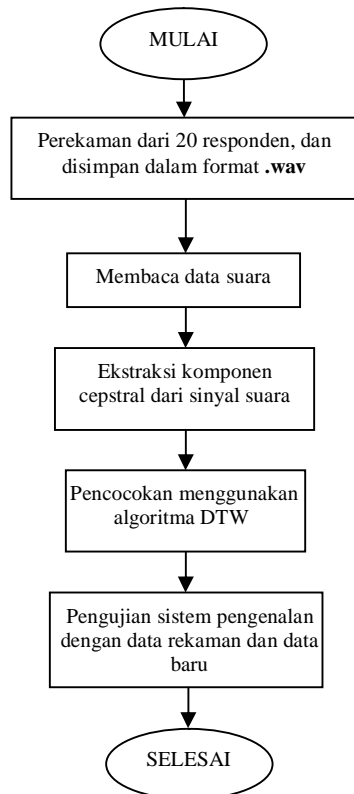 MULAI
Perekaman dari 20 responden, dan
disimpan dalam format .wav
Membaca data suara
Ekstraksi komponen
cepstral dari sinyal suara
Pencocokan menggunakan
algoritma DTW
Pengujian sistem pengenalan
dengan data rekaman dan data
baru
SELESAI